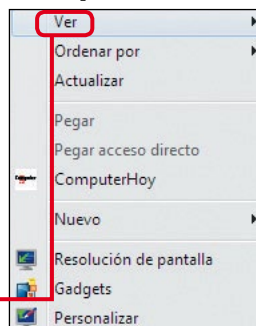 Ver
Ordenar por
Actualizar
Pegar
Pegar acceso directo
ComputerHoy
Nuevo
Resolución de pantalla
Gadgets
Personalizar